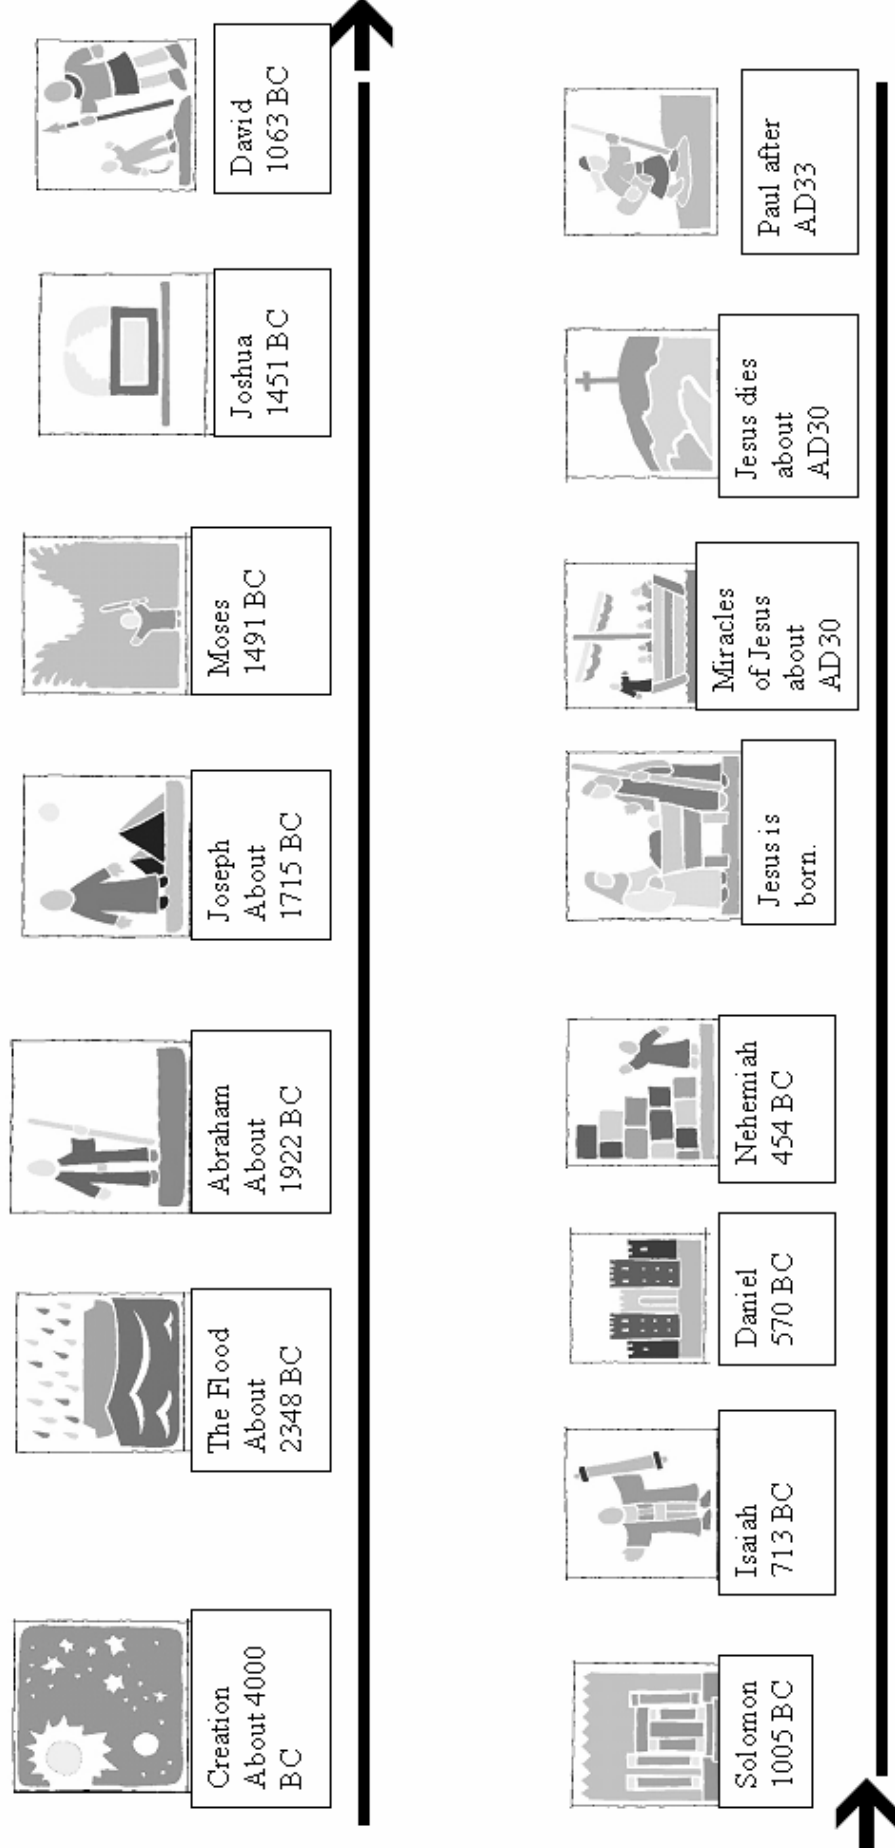 Creation
About 4000
BC
The Flood
About
2348 BC
Abraham
About
1922 BC
Joseph
About
1715 BC
Moses
1491 BC
Joshua
1451 BC
David
1063 BC
Solomon
1005 BC
Isaiah
713 BC
Daniel
570 BC
Nehemiah
454 BC
Jesus is
born.
Miracles
of Jesus
about
AD30
Jesus dies
about
AD30
Paul after
AD33